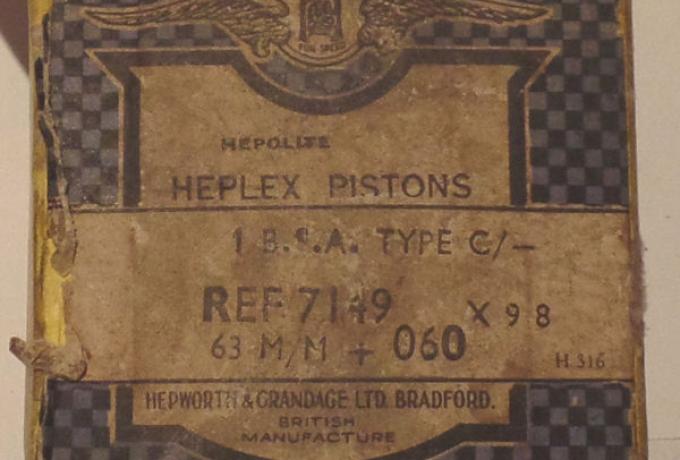 HEPOLITE
HEPLEX PISTONS
1 B.S.A. TYPE C/–
REF 7149 X 98
63 M/M + 060
H 316
HEPWORTH & GRANDAGE LTD. BRADFORD.
BRITISH
MANUFACTURE